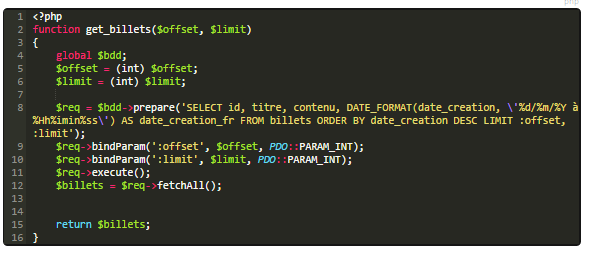 php
1 <?php
2 function get_billets($offset, $limit)
3 {
4     global $bdd;
5     $offset = (int) $offset;
6     $limit = (int) $limit;
7
8     $req = $bdd->prepare('SELECT id, titre, contenu, DATE_FORMAT(date_creation, \'%d/%m/%Y à
%Hh%imin%ss\') AS date_creation_fr FROM billets ORDER BY date_creation DESC LIMIT :offset,
:limit');
9     $req->bindParam(':offset', $offset, PDO::PARAM_INT);
10     $req->bindParam(':limit', $limit, PDO::PARAM_INT);
11     $req->execute();
12     $billets = $req->fetchAll();
13
14
15     return $billets;
16 }